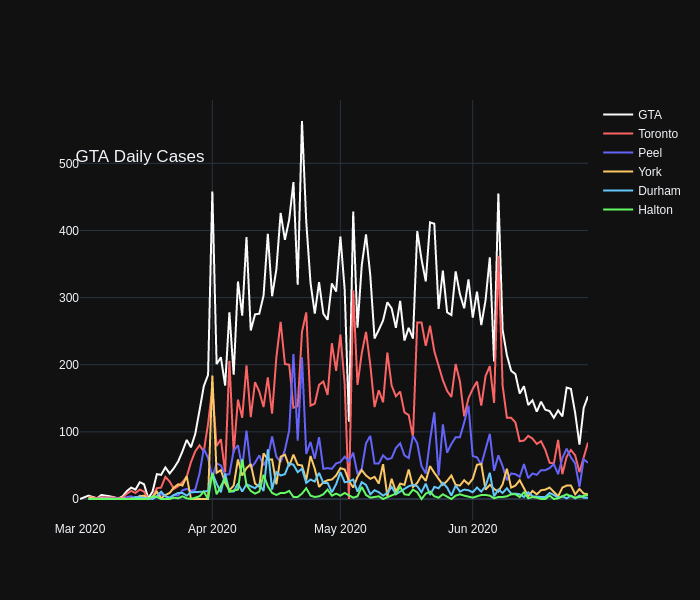 GTA Daily Cases
500
400
300
200
100
0
Mar 2020
Apr 2020
May 2020
Jun 2020
GTA
Toronto
Peel
York
Durham
Halton